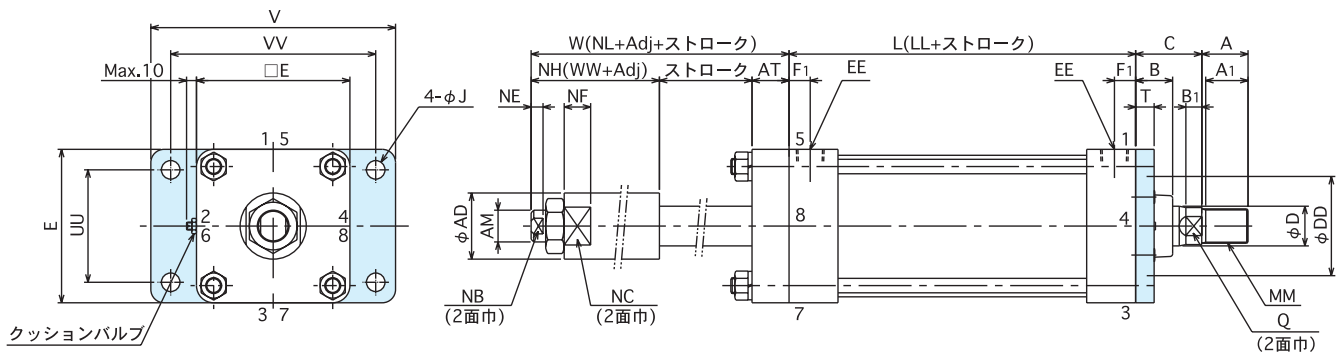 V
VV
Max.10
□E
4-φJ
1 5
E
UU
2
6
4
8
3 7
クッションバルブ
W(NL+Adj+ストローク)
L(LL+ストローク)
C
A
NH(WW+Adj)
ストローク
AT
F1
EE
EE
F1
B
A1
NE
NF
T
B1
5
1
φAD
AM
8
4
φD
φDD
NB
(2面巾)
NC
(2面巾)
7
3
MM
Q
(2面巾)